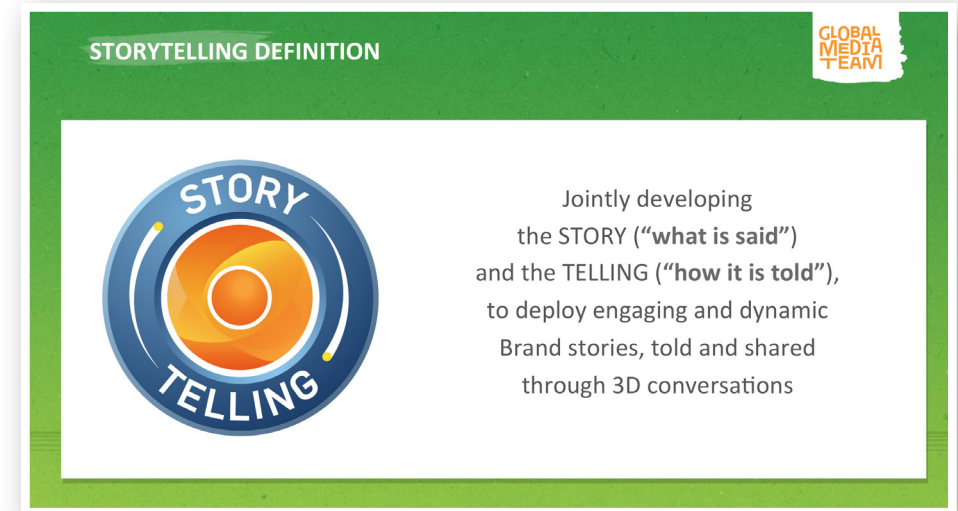 STORYTELLING DEFINITION
GLOBAL
MEDIA
TEAM
STORY
TELLING
Jointly developing
the STORY (“what is said”)
and the TELLING (“how it is told”),
to deploy engaging and dynamic
Brand stories, told and shared
through 3D conversations